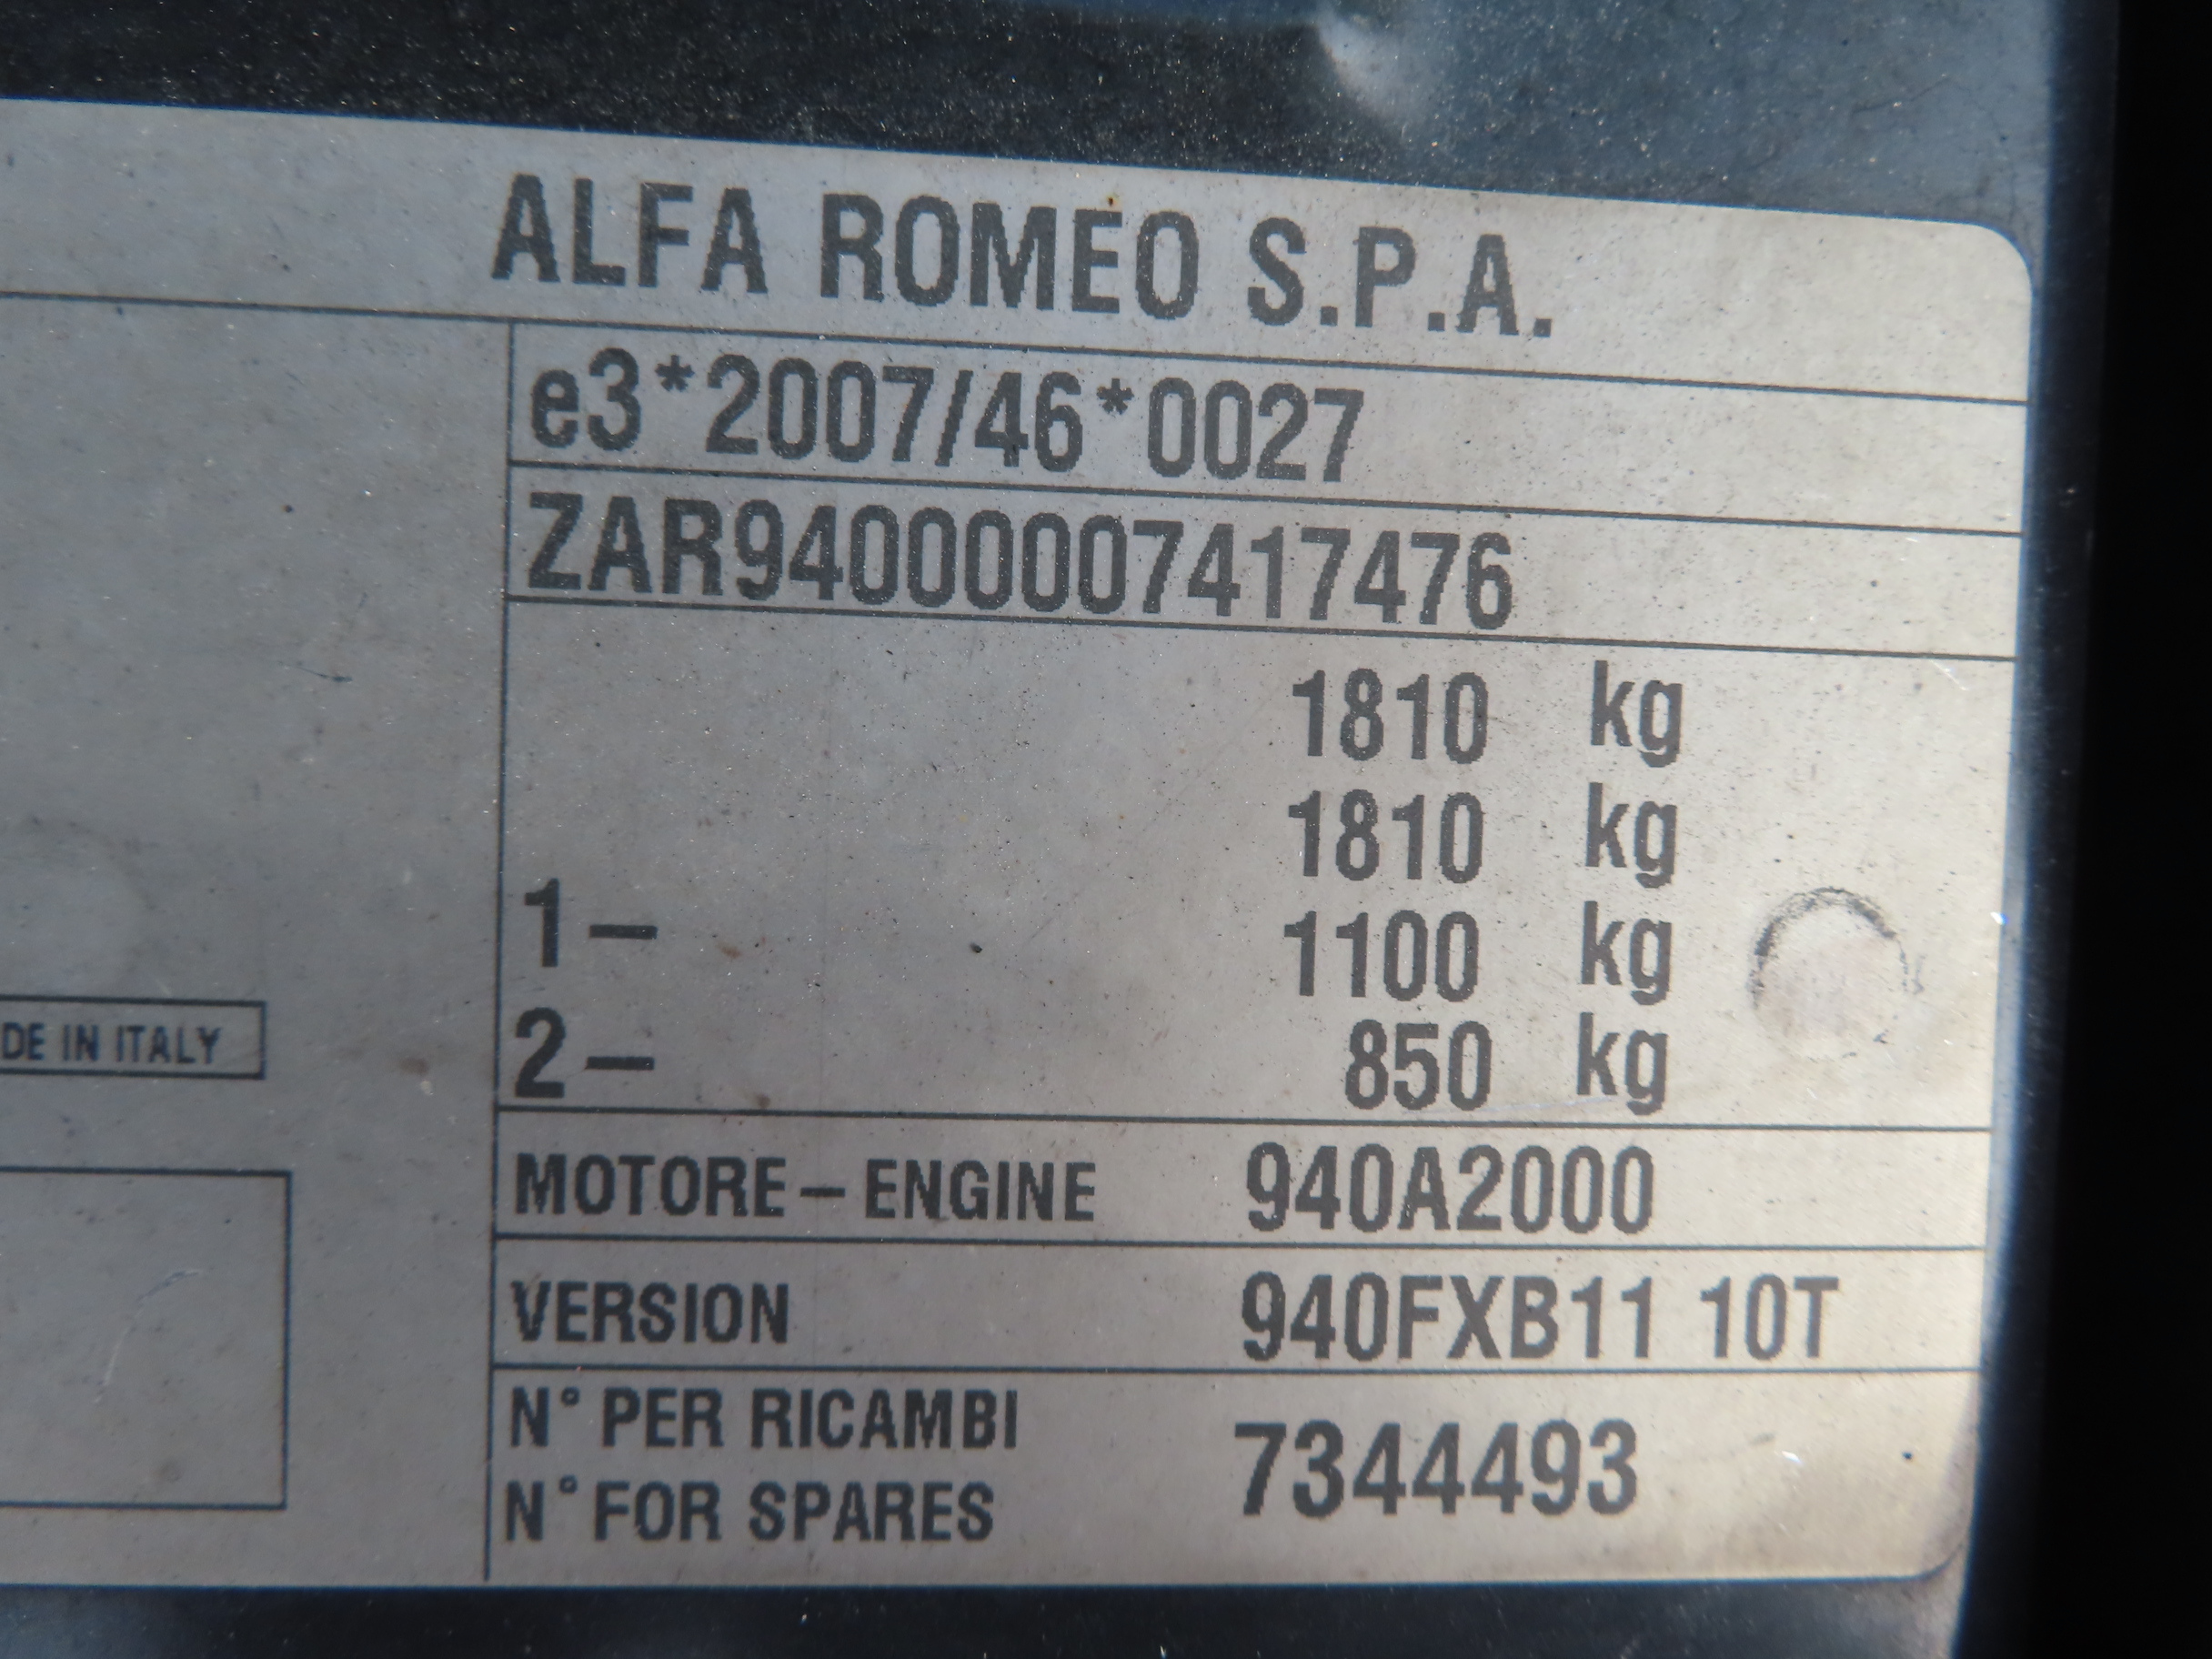 ALFA ROMEO S.P.A.
e3*2007/46*0027
ZAR94000007417476
1810 kg
1810 kg
1– 1100 kg
2– 850 kg
DE IN ITALY
MOTORE–ENGINE 940A2000
VERSION 940FXB11 10T
N° PER RICAMBI
N° FOR SPARES
7344493